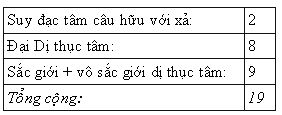 Suy đạc tâm câu hữu với xả: 2
Đại Dị thục tâm: 8
Sắc giới + vô sắc giới dị thục tâm: 9
Tổng cộng: 19